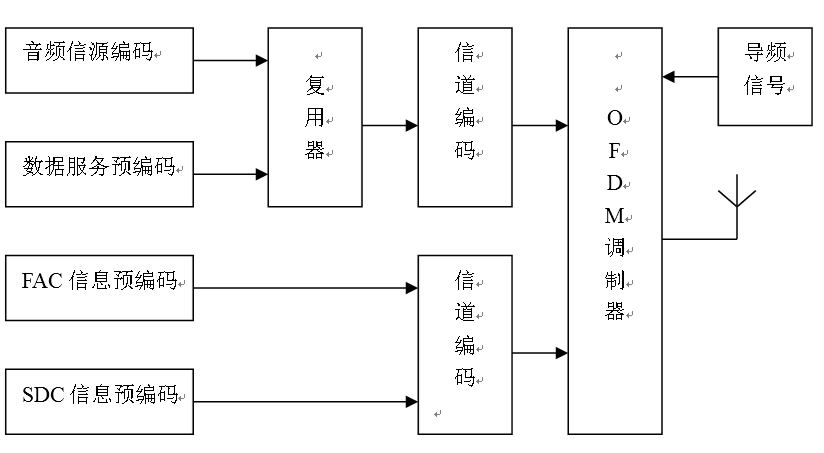 音频信源编码
数据服务预编码
FAC 信息预编码
SDC 信息预编码
复
用
器
信
道
编
码
信
道
编
码
O
F
D
M
调
制
器
导频
信号